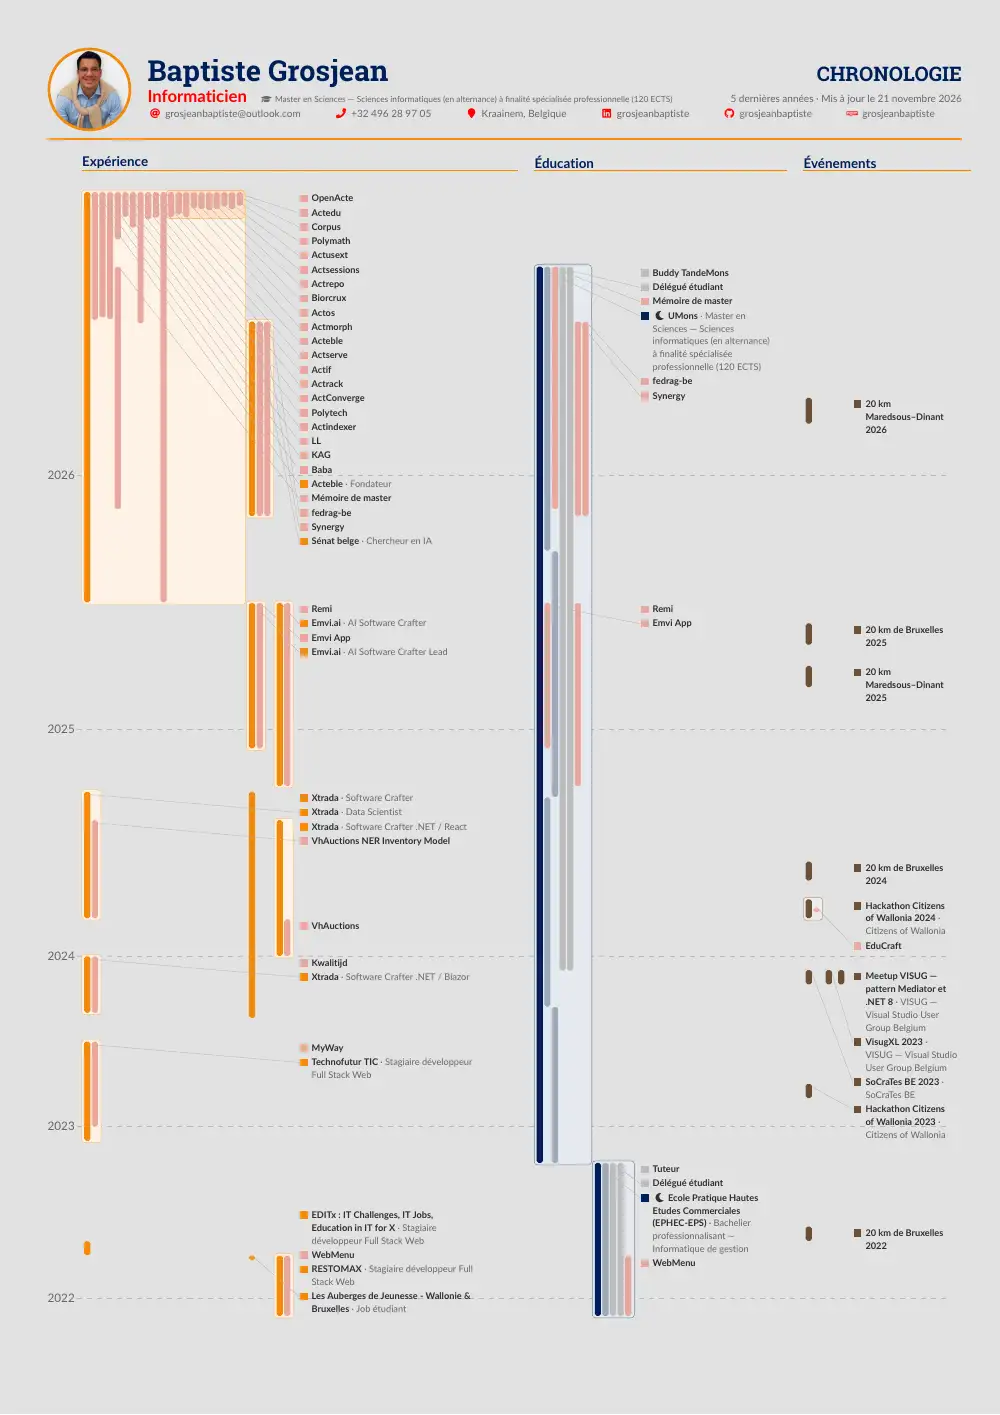 Baptiste Grosjean
CHRONOLOGIE
Informaticien
Master en Sciences — Sciences informatiques (en alternance) à finalité spécialisée professionnelle (120 ECTS)
5 dernières années · Mis à jour le 21 novembre 2026
grosjeanbaptiste@outlook.com
+32 496 28 97 05
Kraainem, Belgique
grosjeanbaptiste
grosjeanbaptiste
grosjeanbaptiste
Expérience
OpenActe
Actedu
Corpus
Polymath
Actusext
Actsessions
Actrepo
Biorcrux
Actos
Actmorph
Acteble
Actserve
Actif
Actrack
ActConverge
Polytech
Actindexer
LL
KAG
Baba
Acteble · Fondateur
Mémoire de master
fedrag-be
Synergy
Sénat belge · Chercheur en IA
Remi
Emvi.ai · AI Software Crafter
Emvi App
Emvi.ai · AI Software Crafter Lead
Xtrada · Software Crafter
Xtrada · Data Scientist
Xtrada · Software Crafter .NET / React
VhAuctions NER Inventory Model
VhAuctions
Kwalitijd
Xtrada · Software Crafter .NET / Blazor
MyWay
Technofutur TIC · Stagiaire développeur
Full Stack Web
EDITx : IT Challenges, IT Jobs,
Education in IT for X · Stagiaire
développeur Full Stack Web
WebMenu
RESTOMAX · Stagiaire développeur Full
Stack Web
Les Auberges de Jeunesse - Wallonie &
Bruxelles · Job étudiant
2026
2025
2024
2023
2022
Éducation
Buddy TandeMons
Délégué étudiant
Mémoire de master
UMons · Master en
Sciences — Sciences
informatiques (en alternance)
à finalité spécialisée
professionnelle (120 ECTS)
fedrag-be
Synergy
Remi
Emvi App
Tuteur
Délégué étudiant
Ecole Pratique Hautes
Etudes Commerciales
(EPHEC-EPS) · Bachelier
professionnalisant —
Informatique de gestion
WebMenu
Événements
20 km
Maredsous–Dinant
2026
20 km de Bruxelles
2025
20 km
Maredsous–Dinant
2025
20 km de Bruxelles
2024
Hackathon Citizens
of Wallonia 2024 ·
Citizens of Wallonia
EduCraft
Meetup VISUG —
pattern Mediator et
.NET 8 · VISUG —
Visual Studio User
Group Belgium
VisugXL 2023 ·
VISUG — Visual Studio
User Group Belgium
SoCraTes BE 2023 ·
SoCraTes BE
Hackathon Citizens
of Wallonia 2023 ·
Citizens of Wallonia
20 km de Bruxelles
2022